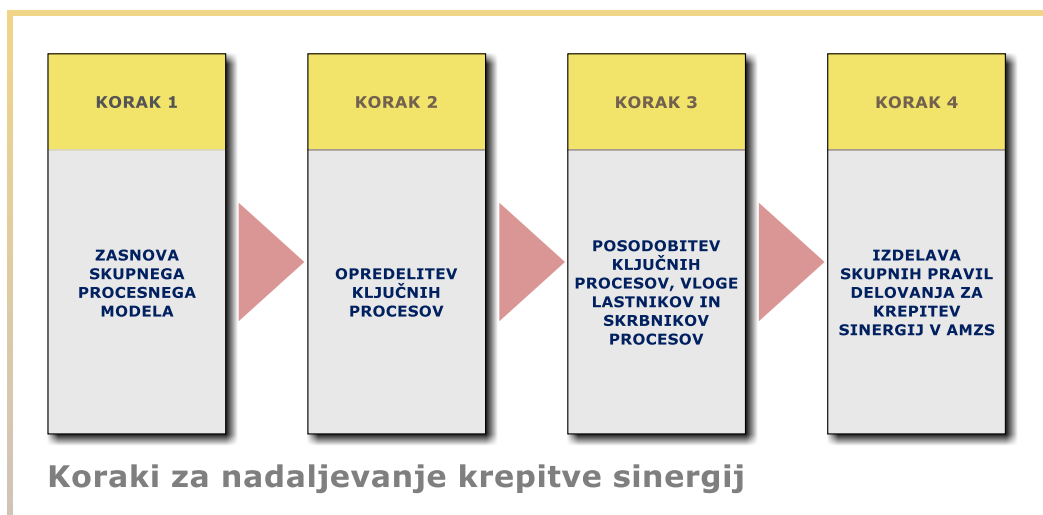 KORAK 1
ZASNOVA
SKUPNEGA
PROCESNEGA
MODELA
KORAK 2
OPREDELITEV
KLJUČNIH
PROCESOV
KORAK 3
POSODOBITEV
KLJUČNIH
PROCESOV, VLOGE
LASTNIKOV IN
SKRBNIKOV
PROCESOV
KORAK 4
IZDELAVA
SKUPNIH PRAVIL
DELOVANJA ZA
KREPITEV
SINERGIJ V AMZS
Koraki za nadaljevanje krepitve sinergij